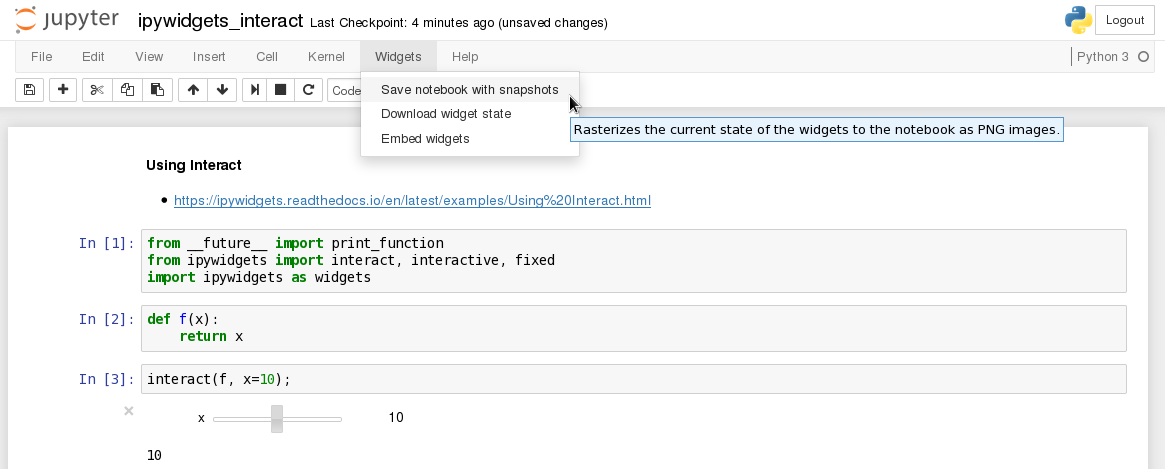 jupyter ipywidgets_interact Last Checkpoint: 4 minutes ago (unsaved changes) Logout
File Edit View Insert Cell Kernel Widgets Help Python 3
Code
Save notebook with snapshots
Download widget state
Embed widgets
Rasterizes the current state of the widgets to the notebook as PNG images.
Using Interact
• https://ipywidgets.readthedocs.io/en/latest/examples/Using%20Interact.html
In [1]: from __future__ import print_function
from ipywidgets import interact, interactive, fixed
import ipywidgets as widgets
In [2]: def f(x):
    return x
In [3]: interact(f, x=10);
x 10
10